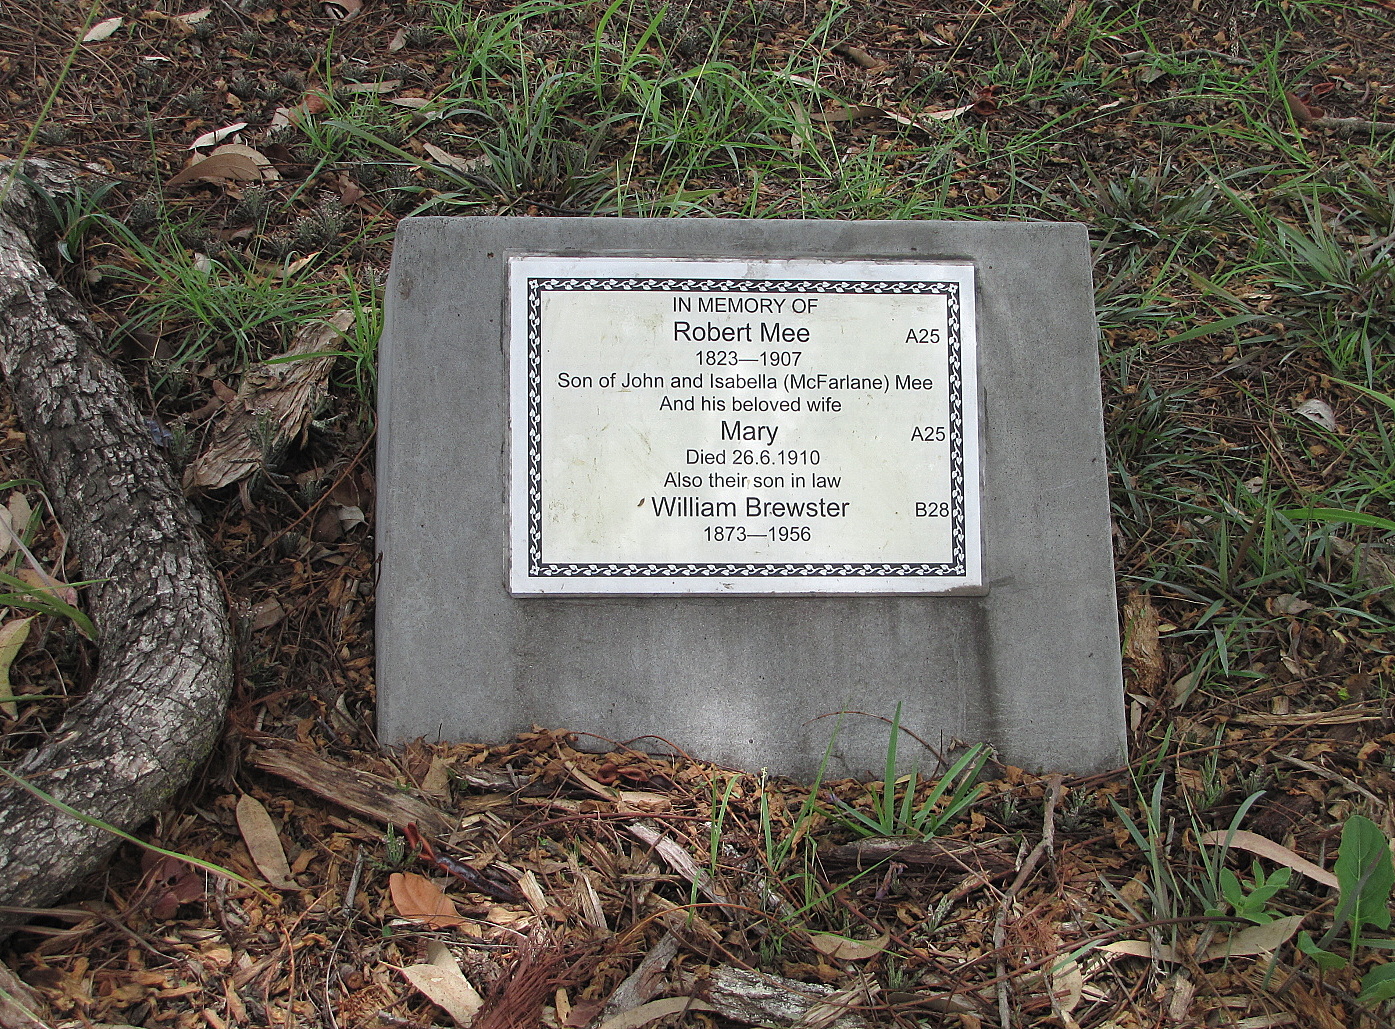 IN MEMORY OF
Robert Mee A25
1823—1907
Son of John and Isabella (McFarlane) Mee
And his beloved wife
Mary A25
Died 26.6.1910
Also their son in law
William Brewster B28
1873—1956